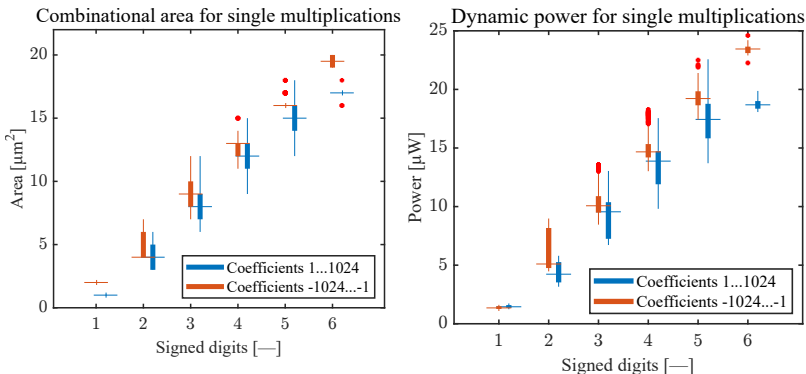 Combinational area for single multiplications
20
15
10
5
0
Area [µm²]
1 2 3 4 5 6
Signed digits [—]
Coefficients 1...1024
Coefficients -1024...-1
Dynamic power for single multiplications
25
20
15
10
5
0
Power [µW]
1 2 3 4 5 6
Signed digits [—]
Coefficients 1...1024
Coefficients -1024...-1